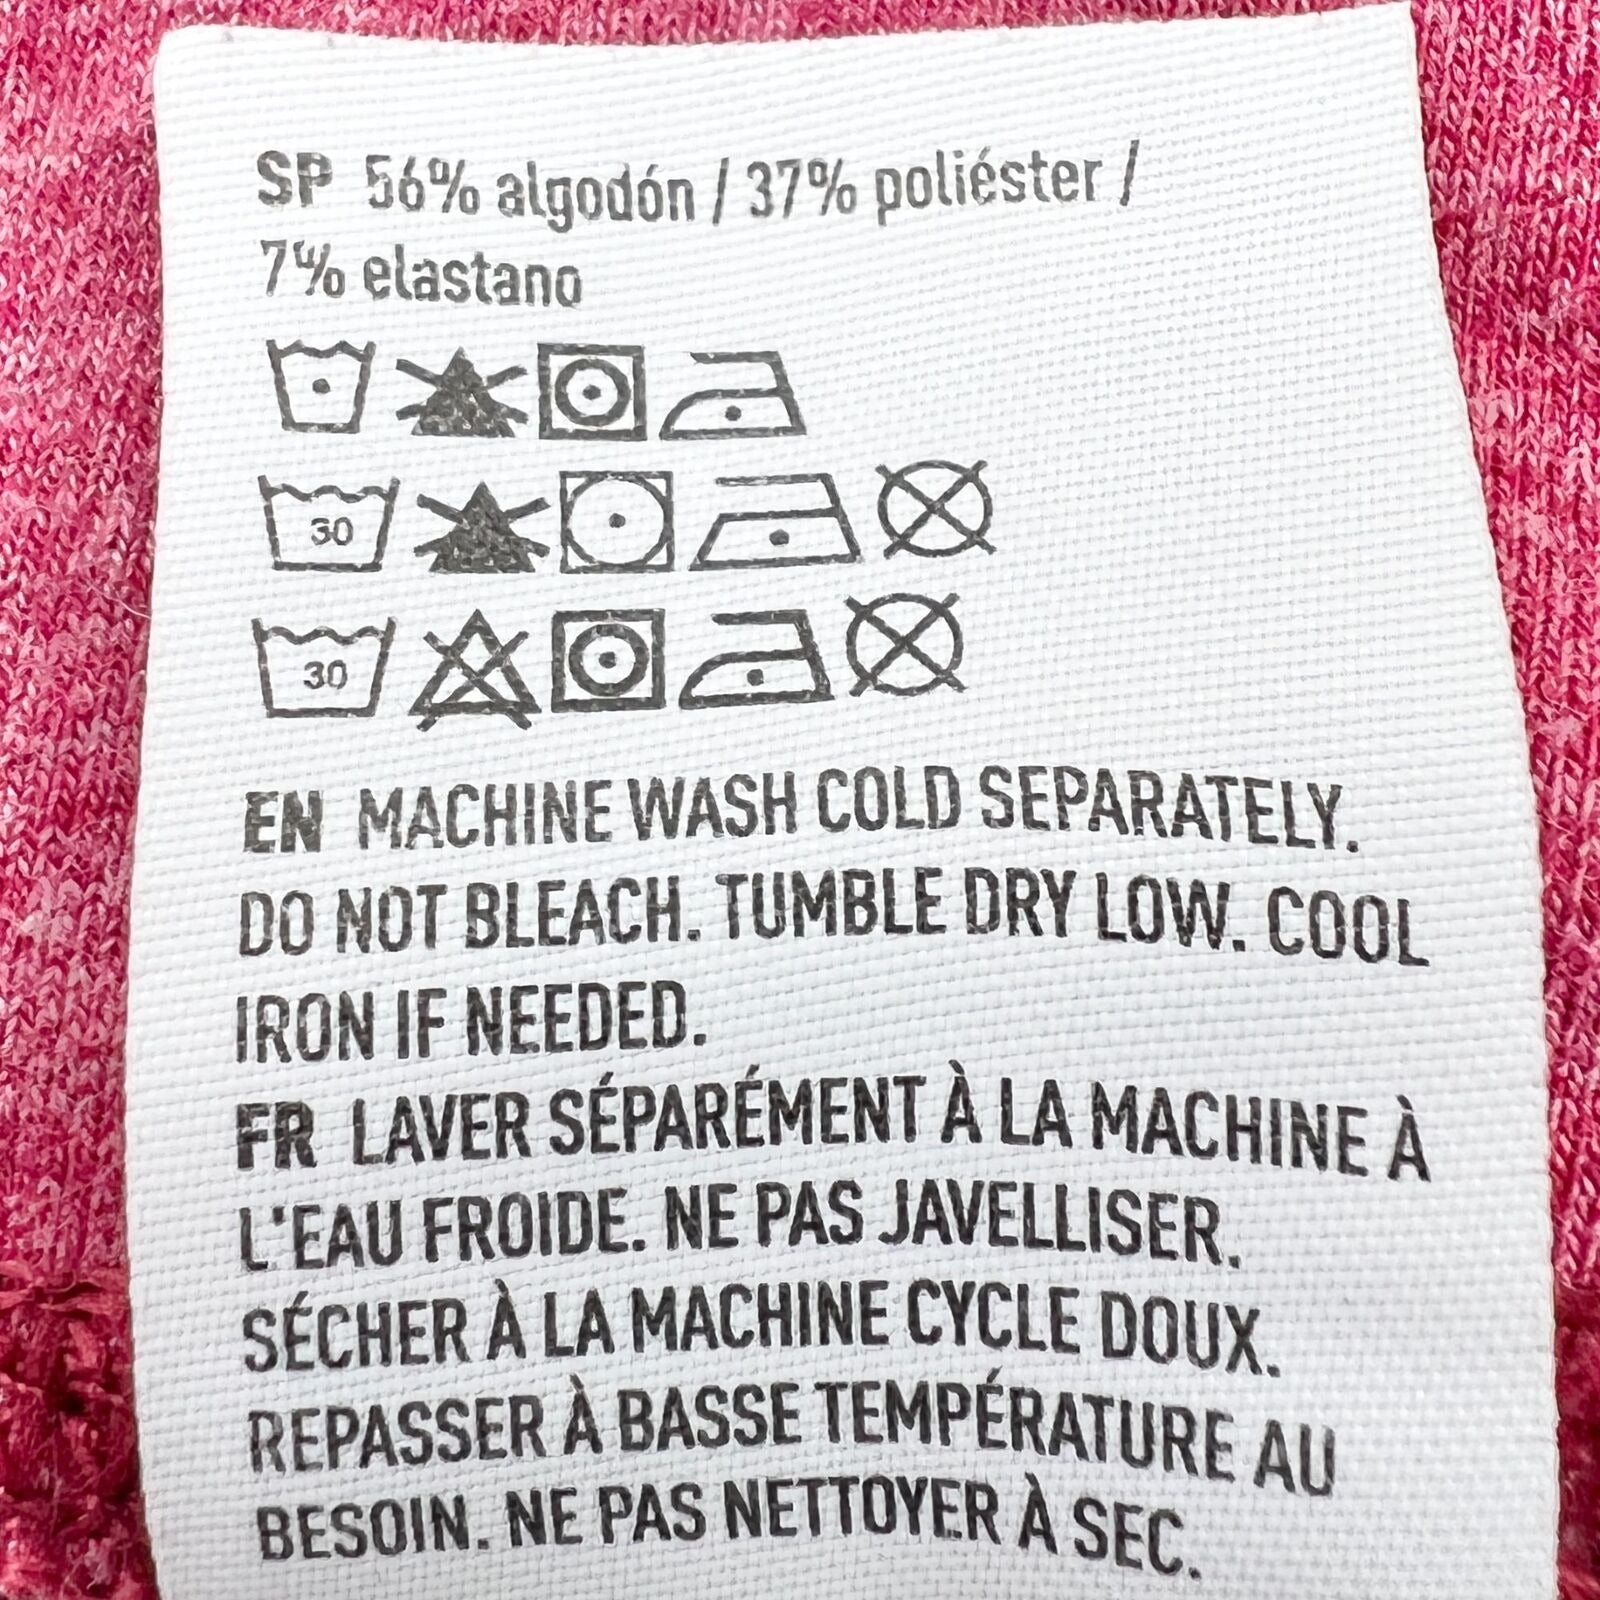 SP 56% algodón / 37% poliéster /
7% elastano
30
30
EN MACHINE WASH COLD SEPARATELY.
DO NOT BLEACH. TUMBLE DRY LOW. COOL
IRON IF NEEDED.
FR LAVER SÉPARÉMENT À LA MACHINE À
L'EAU FROIDE. NE PAS JAVELLISER.
SÉCHER À LA MACHINE CYCLE DOUX.
REPASSER À BASSE TEMPÉRATURE AU
BESOIN. NE PAS NETTOYER À SEC.